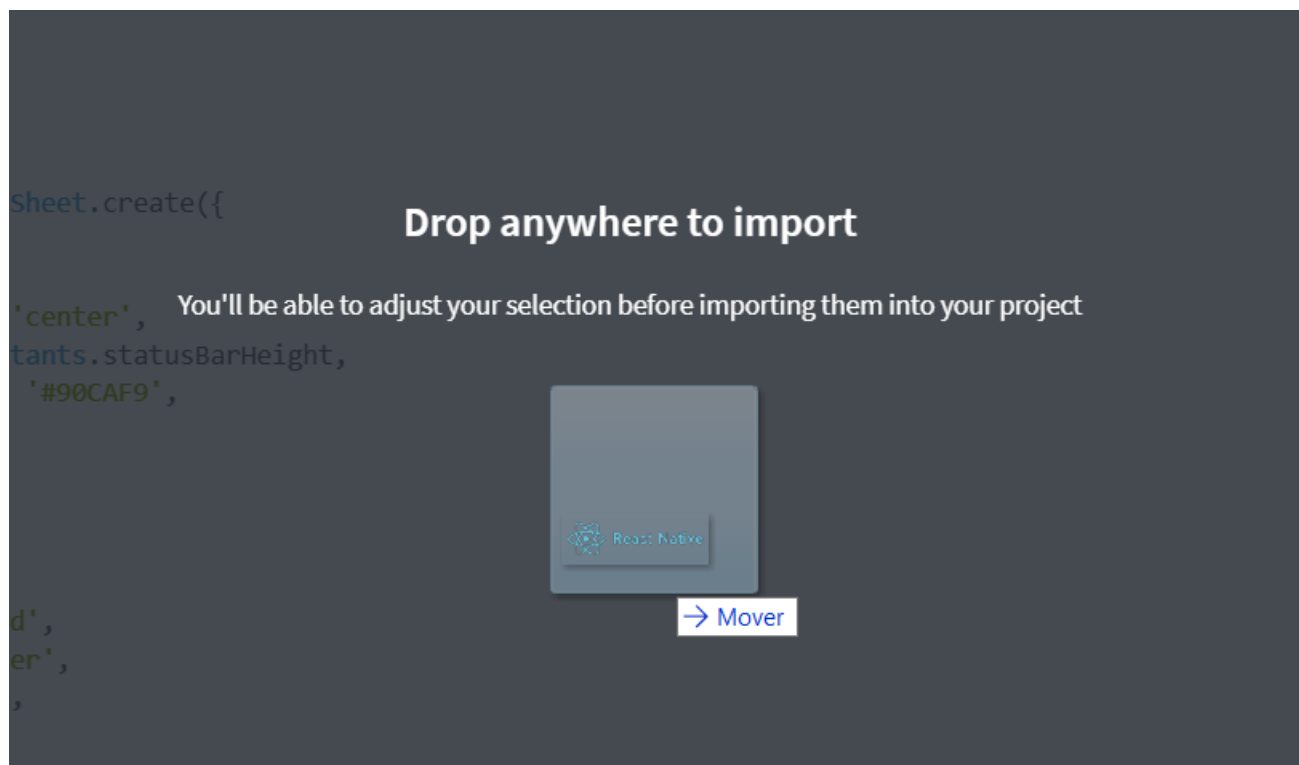 Sheet.create({
Drop anywhere to import
You'll be able to adjust your selection before importing them into your project
'center',
tants.statusBarHeight,
'#90CAF9',
React Native
→ Mover
d',
er',
,